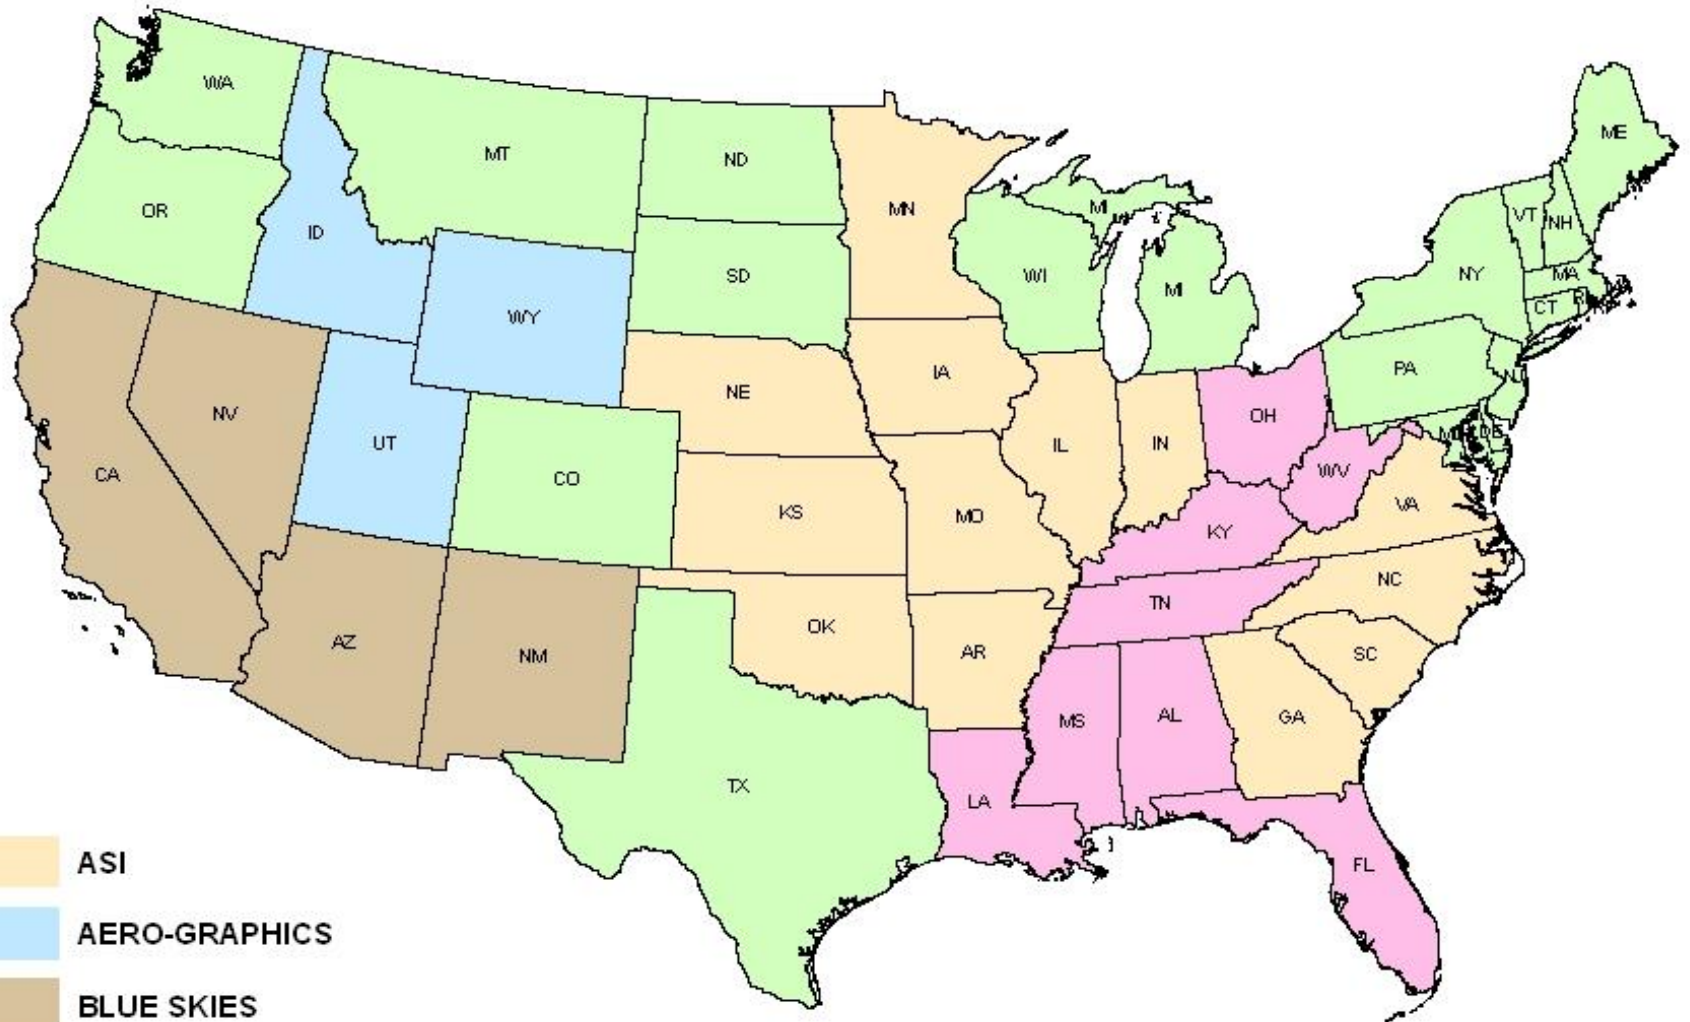 WA
ME
MT
ND
VT
NH
OR
MN
MI
ID
NY
MA
SD
WI
MI
CT
WY
PA
IA
NE
NV
OH
UT
IL
IN
DE
CA
CO
WV
KS
MO
VA
KY
NC
TN
OK
AZ
NM
AR
SC
MS
AL
GA
TX
LA
FL
ASI
AERO-GRAPHICS
BLUE SKIES